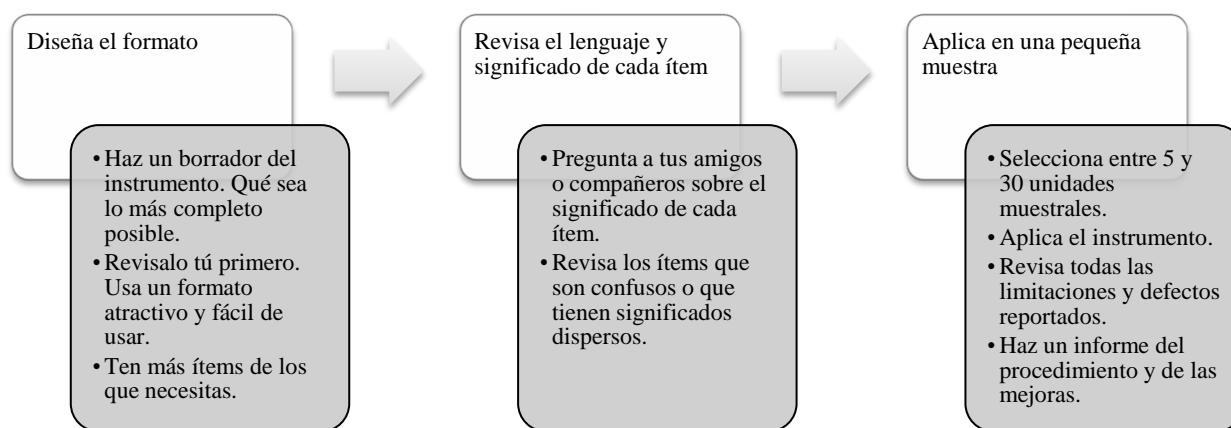 Diseña el formato
• Haz un borrador del
instrumento. Qué sea
lo más completo
posible.
• Revisalo tú primero.
Usa un formato
atractivo y fácil de
usar.
• Ten más ítems de los
que necesitas.
Revisa el lenguaje y
significado de cada ítem
• Pregunta a tus amigos
o compañeros sobre el
significado de cada
ítem.
• Revisa los ítems que
son confusos o que
tienen significados
dispersos.
Aplica en una pequeña
muestra
• Selecciona entre 5 y
30 unidades
muestrales.
• Aplica el instrumento.
• Revisa todas las
limitaciones y defectos
reportados.
• Haz un informe del
procedimiento y de las
mejoras.